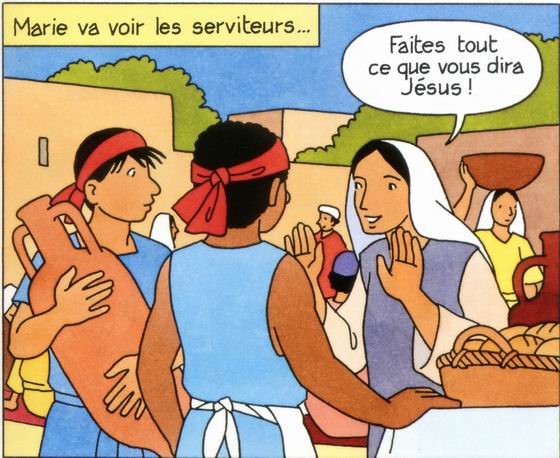 Marie va voir les serviteurs...
Faites tout
ce que vous dira
Jésus !